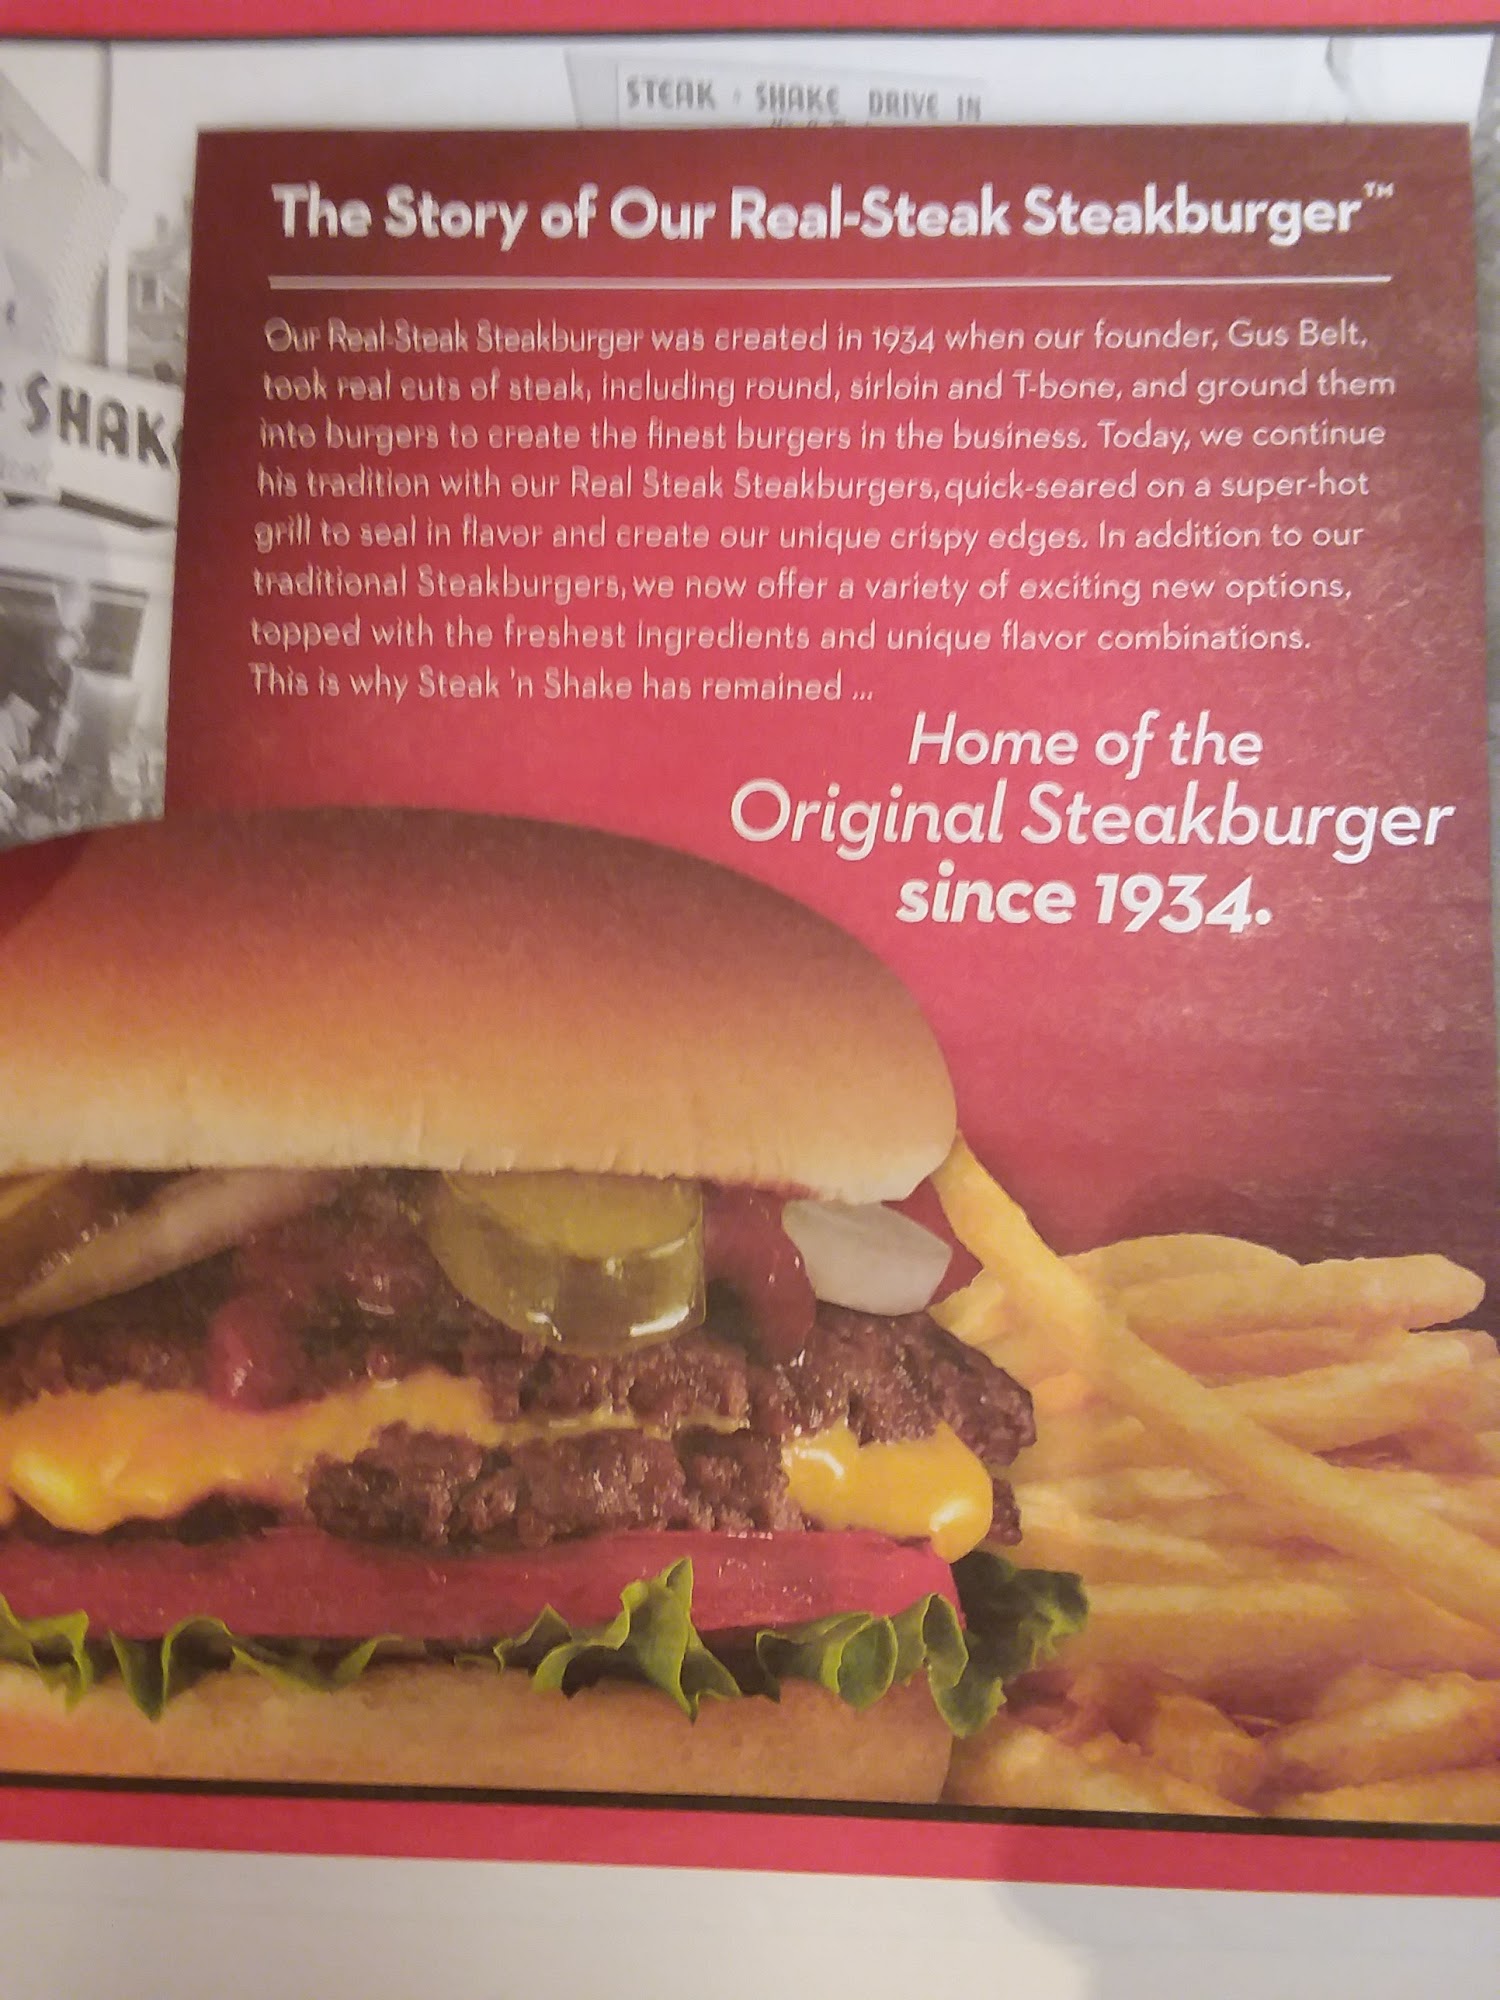 STEAK SHAKE DRIVE IN
SHAK
The Story of Our Real-Steak Steakburger™
Our Real-Steak Steakburger was created in 1934 when our founder, Gus Belt,
took real cuts of steak, including round, sirloin and T-bone, and ground them
into burgers to create the finest burgers in the business. Today, we continue
his tradition with our Real Steak Steakburgers, quick-seared on a super-hot
grill to seal in flavor and create our unique crispy edges. In addition to our
traditional Steakburgers, we now offer a variety of exciting new options,
topped with the freshest ingredients and unique flavor combinations.
This is why Steak 'n Shake has remained ...
Home of the
Original Steakburger
since 1934.